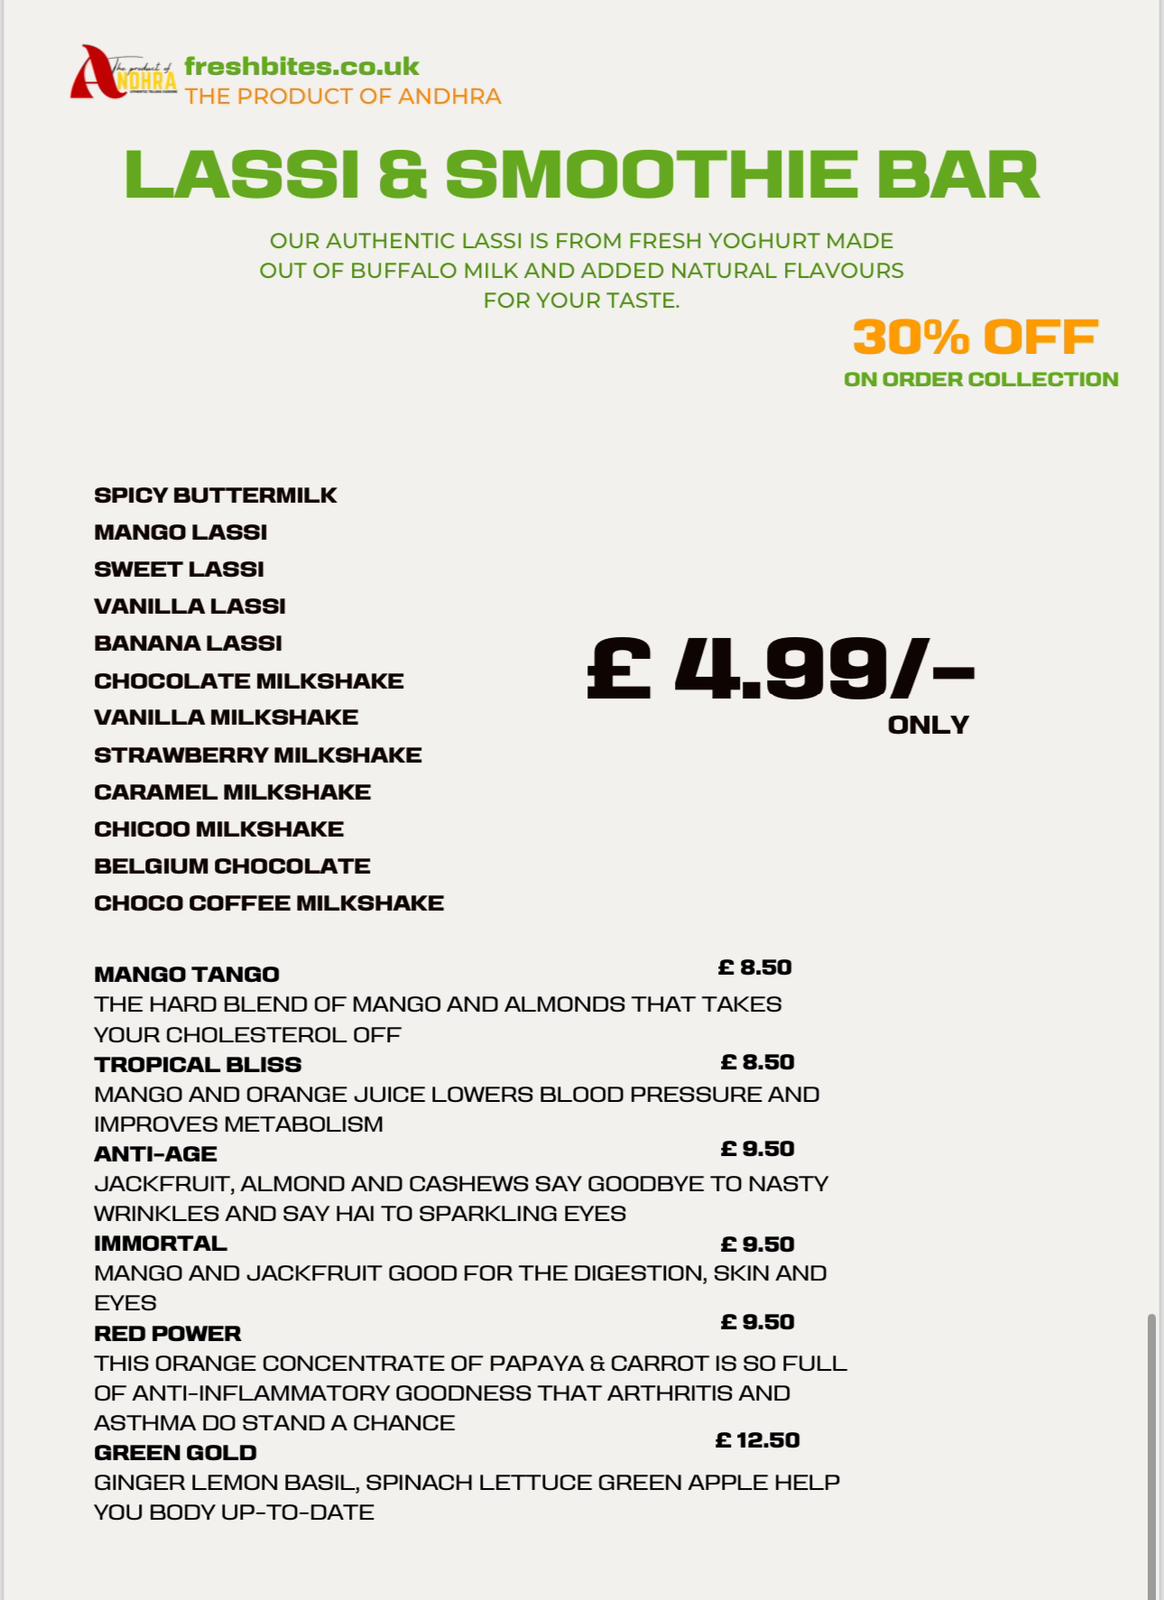 The product of
ANDHRA
freshbites.co.uk
THE PRODUCT OF ANDHRA
LASSI & SMOOTHIE BAR
OUR AUTHENTIC LASSI IS FROM FRESH YOGHURT MADE
OUT OF BUFFALO MILK AND ADDED NATURAL FLAVOURS
FOR YOUR TASTE.
30% OFF
ON ORDER COLLECTION
SPICY BUTTERMILK
MANGO LASSI
SWEET LASSI
VANILLA LASSI
BANANA LASSI
CHOCOLATE MILKSHAKE
VANILLA MILKSHAKE
STRAWBERRY MILKSHAKE
CARAMEL MILKSHAKE
CHICOO MILKSHAKE
BELGIUM CHOCOLATE
CHOCO COFFEE MILKSHAKE
£ 4.99/-
ONLY
MANGO TANGO £ 8.50
THE HARD BLEND OF MANGO AND ALMONDS THAT TAKES
YOUR CHOLESTEROL OFF
TROPICAL BLISS £ 8.50
MANGO AND ORANGE JUICE LOWERS BLOOD PRESSURE AND
IMPROVES METABOLISM
ANTI-AGE £ 9.50
JACKFRUIT, ALMOND AND CASHEWS SAY GOODBYE TO NASTY
WRINKLES AND SAY HAI TO SPARKLING EYES
IMMORTAL £ 9.50
MANGO AND JACKFRUIT GOOD FOR THE DIGESTION, SKIN AND
EYES
RED POWER £ 9.50
THIS ORANGE CONCENTRATE OF PAPAYA & CARROT IS SO FULL
OF ANTI-INFLAMMATORY GOODNESS THAT ARTHRITIS AND
ASTHMA DO STAND A CHANCE
GREEN GOLD £ 12.50
GINGER LEMON BASIL, SPINACH LETTUCE GREEN APPLE HELP
YOU BODY UP-TO-DATE